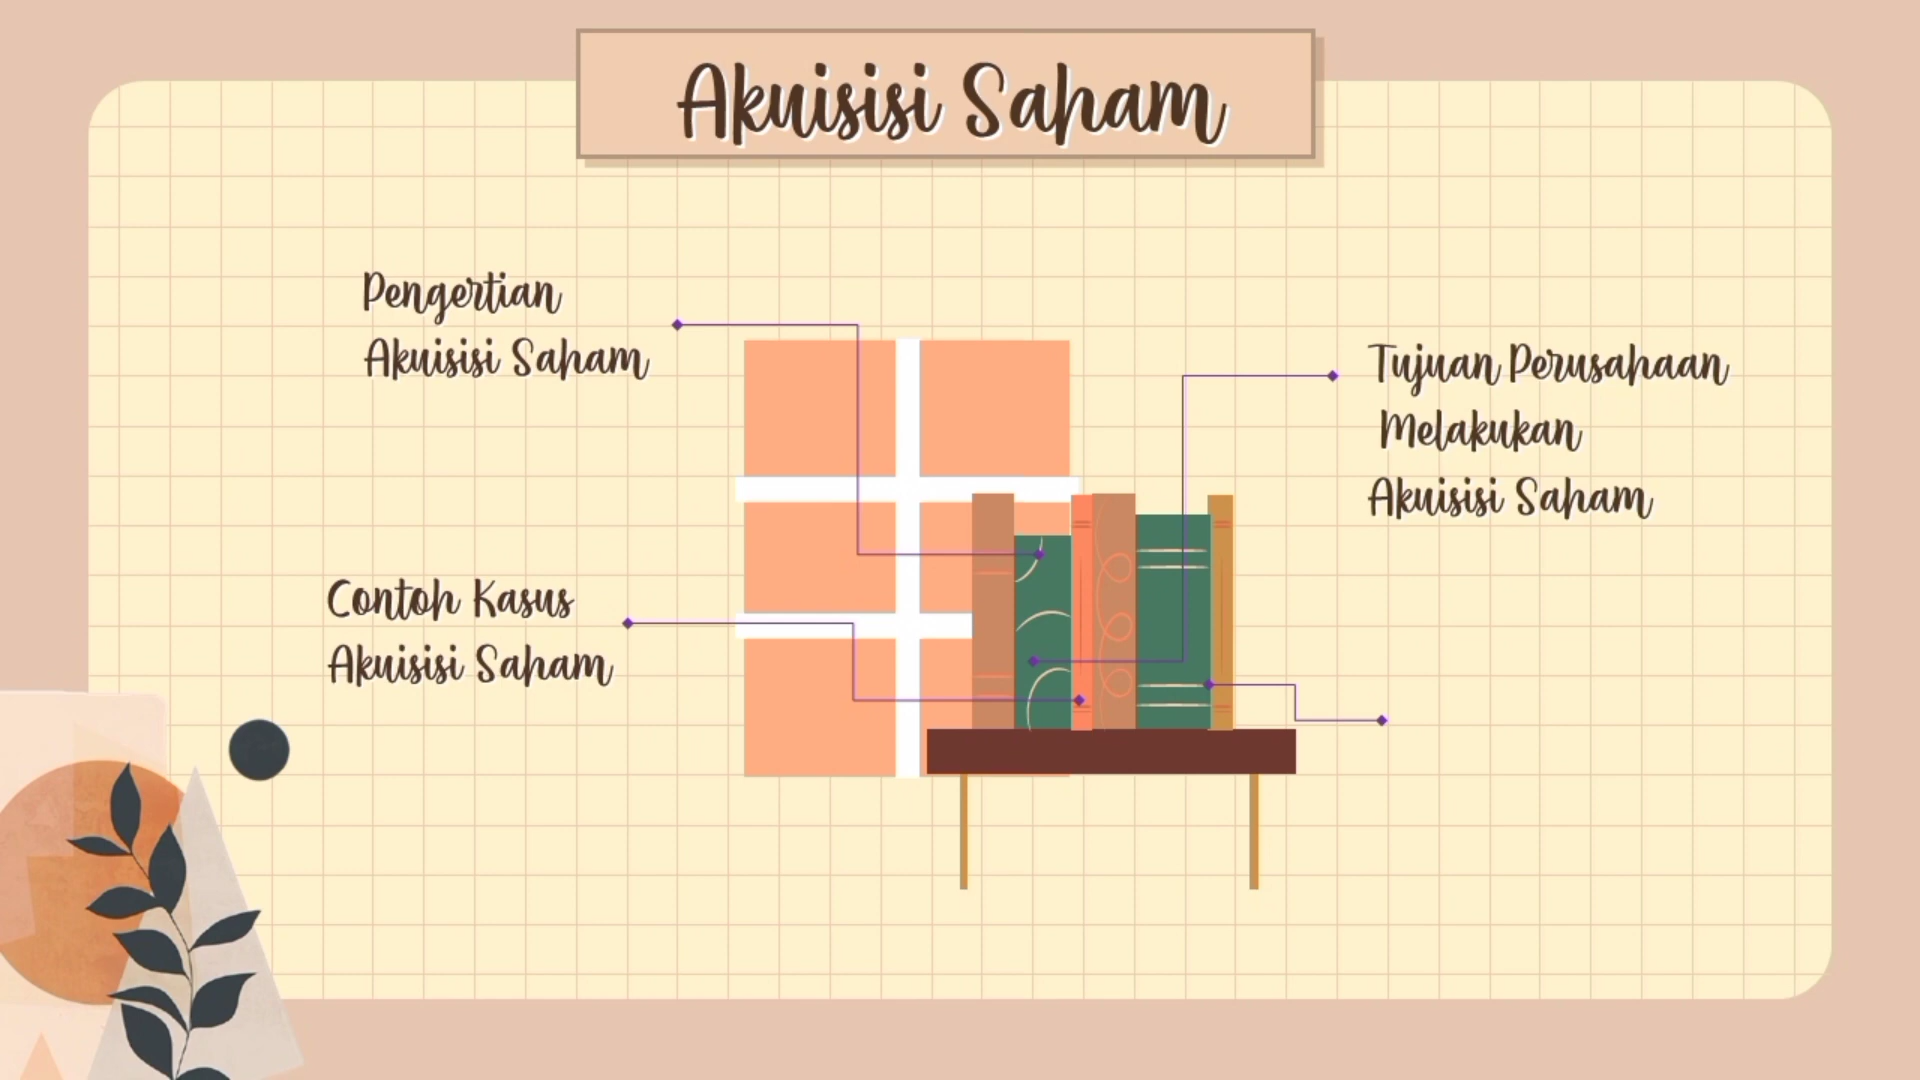 Akuisisi Saham
Pengertian
Akuisisi Saham
Tujuan Perusahaan
Melakukan
Akuisisi Saham
Contoh Kasus
Akuisisi Saham